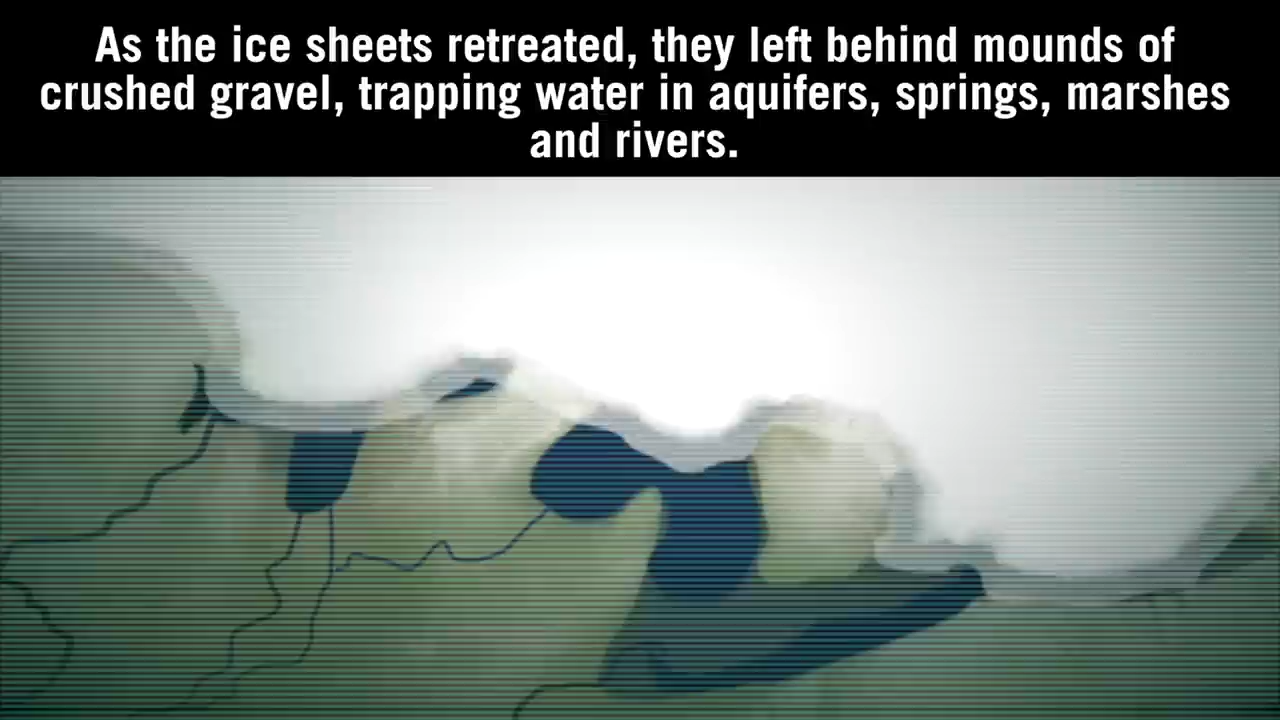 As the ice sheets retreated, they left behind mounds of
crushed gravel, trapping water in aquifers, springs, marshes
and rivers.